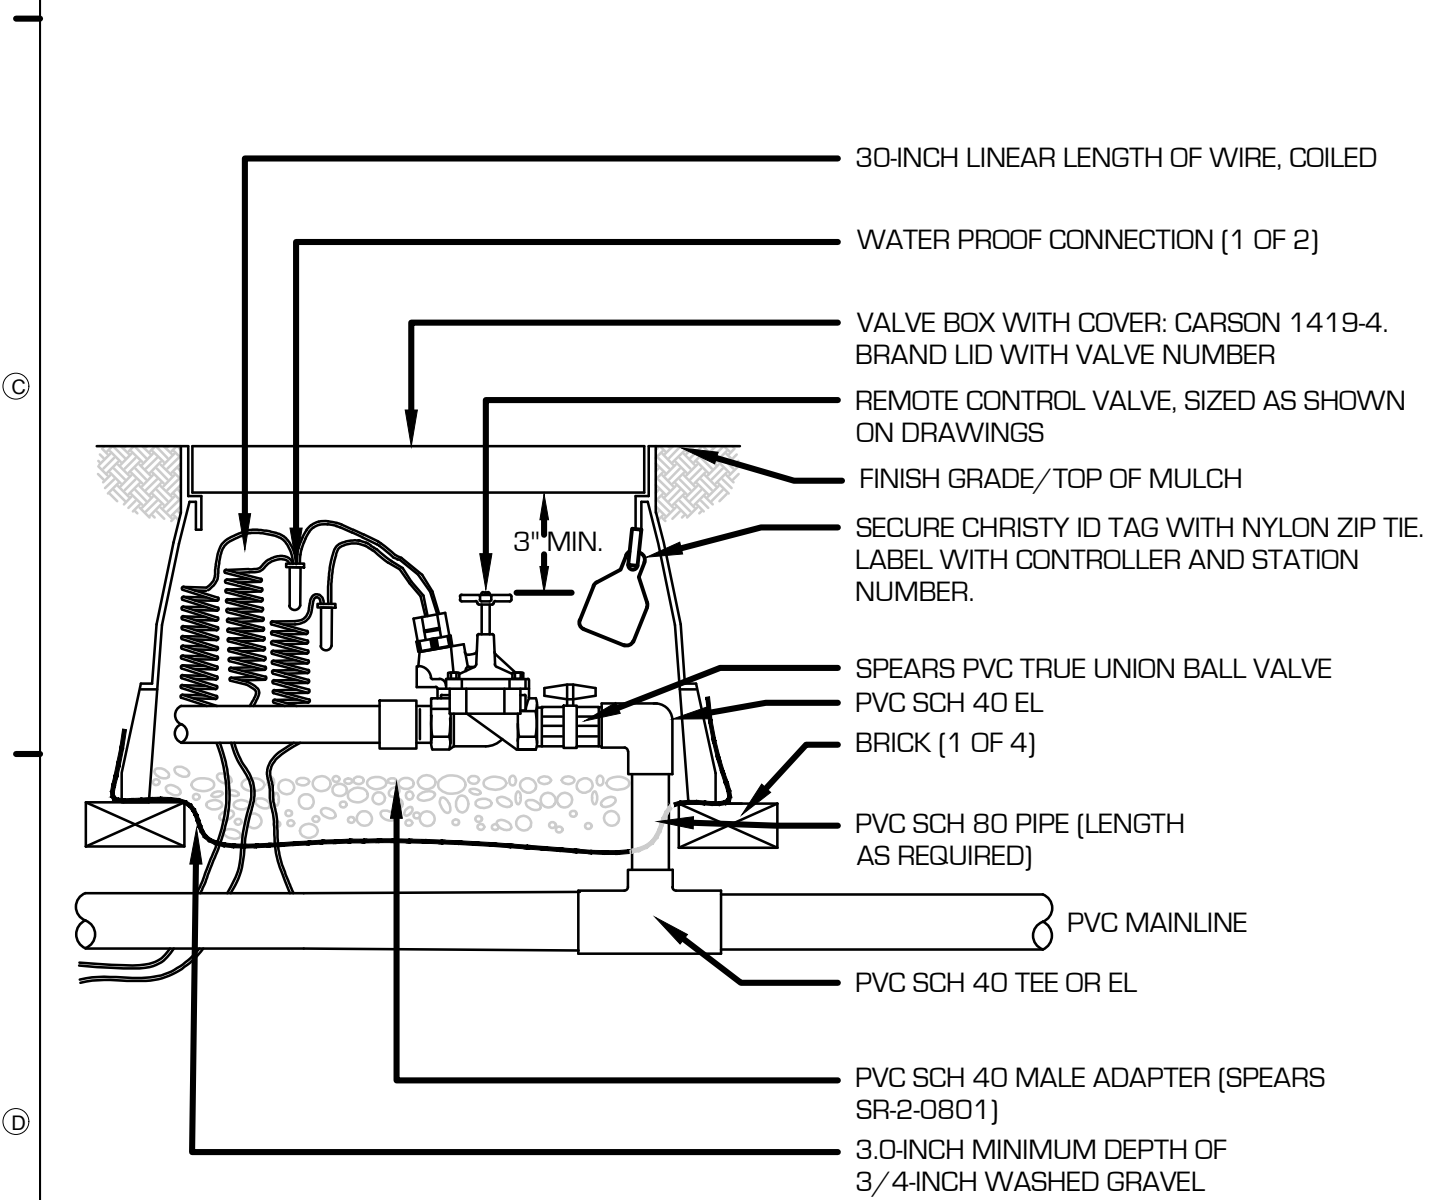 30-INCH LINEAR LENGTH OF WIRE, COILED
WATER PROOF CONNECTION (1 OF 2)
VALVE BOX WITH COVER: CARSON 1419-4.
BRAND LID WITH VALVE NUMBER
C
REMOTE CONTROL VALVE, SIZED AS SHOWN
ON DRAWINGS
FINISH GRADE/TOP OF MULCH
3" MIN.
SECURE CHRISTY ID TAG WITH NYLON ZIP TIE.
LABEL WITH CONTROLLER AND STATION
NUMBER.
SPEARS PVC TRUE UNION BALL VALVE
PVC SCH 40 EL
BRICK (1 OF 4)
PVC SCH 80 PIPE (LENGTH
AS REQUIRED)
PVC MAINLINE
PVC SCH 40 TEE OR EL
PVC SCH 40 MALE ADAPTER (SPEARS
SR-2-0801)
D
3.0-INCH MINIMUM DEPTH OF
3/4-INCH WASHED GRAVEL